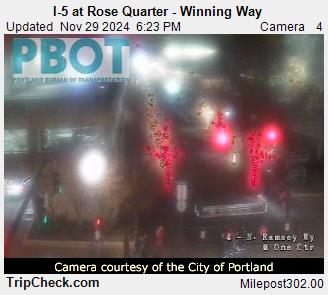 I-5 at Rose Quarter - Winning Way
Updated Nov 29 2024 6:23 PM Camera 4
PBOT
PORTLAND BUREAU OF TRANSPORTATION
4 - N. Ramsey Wy
@ One Ctr
Camera courtesy of the City of Portland
TripCheck.com Milepost302.00